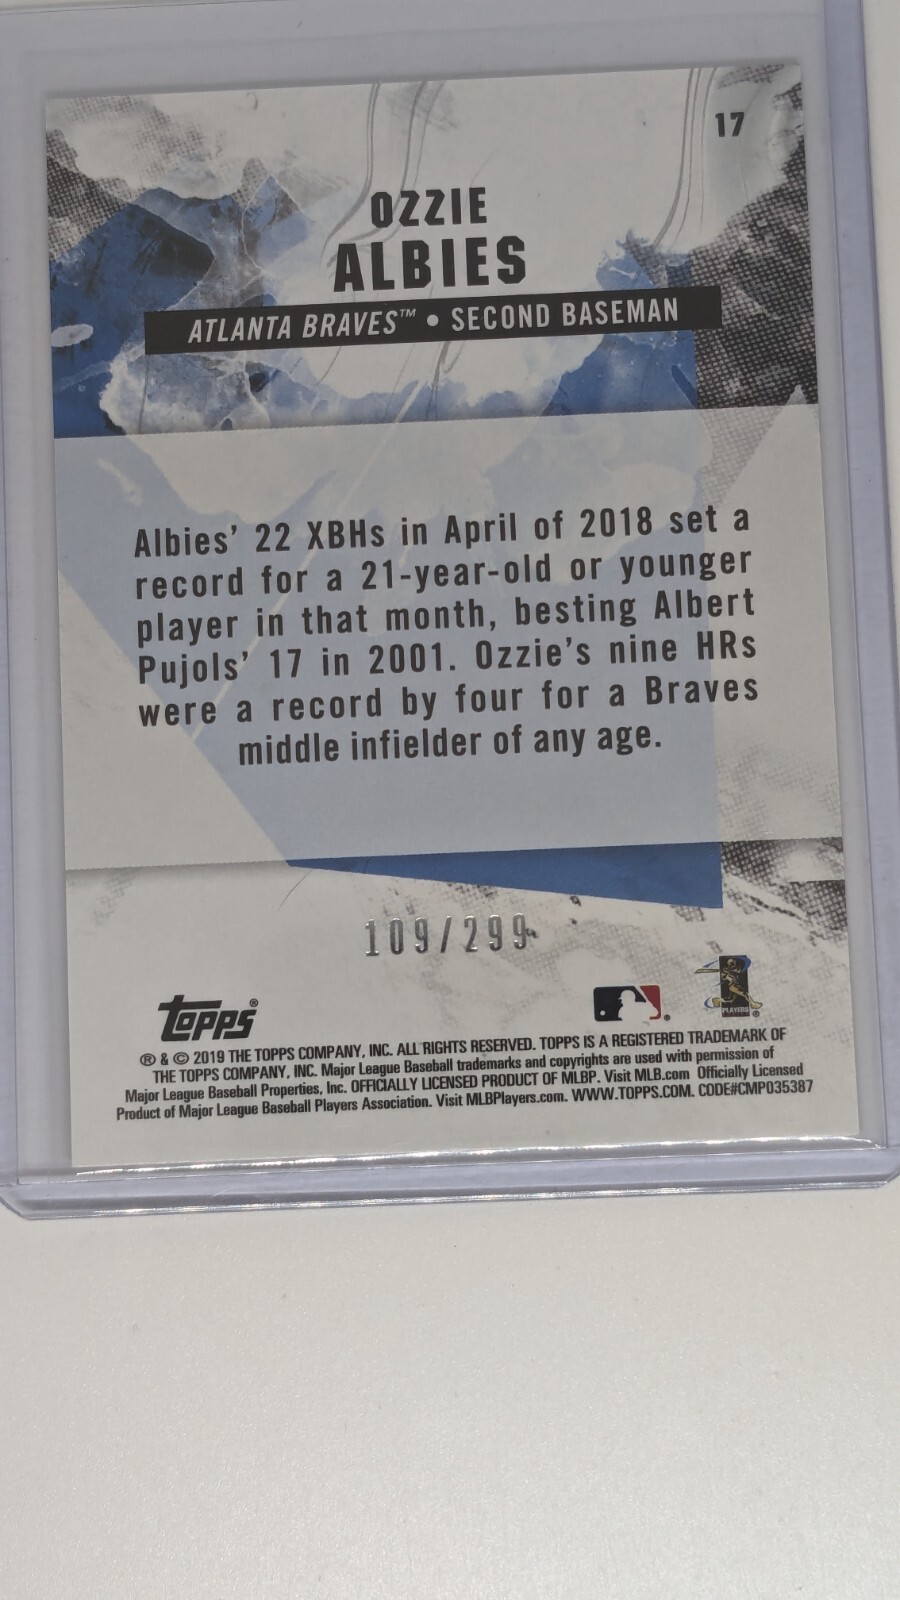 17
OZZIE
ALBIES
ATLANTA BRAVES™ • SECOND BASEMAN
Albies' 22 XBHs in April of 2018 set a
record for a 21-year-old or younger
player in that month, besting Albert
Pujols' 17 in 2001. Ozzie's nine HRs
were a record by four for a Braves
middle infielder of any age.
109/299
Topps®
PLAYERS ®
® & © 2019 THE TOPPS COMPANY, INC. ALL RIGHTS RESERVED. TOPPS IS A REGISTERED TRADEMARK OF
THE TOPPS COMPANY, INC. Major League Baseball trademarks and copyrights are used with permission of
Major League Baseball Properties, Inc. OFFICIALLY LICENSED PRODUCT OF MLBP. Visit MLB.com Officially Licensed
Product of Major League Baseball Players Association. Visit MLBPlayers.com. WWW.TOPPS.COM. CODE#CMP035387